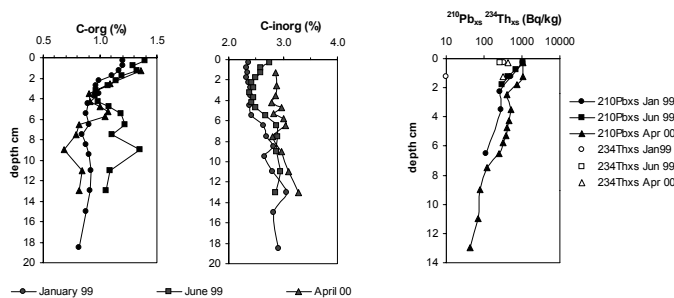 C-org (%)
0.5 1.0 1.5
0
2
4
6
8
10
12
14
16
18
20
depth cm
C-inorg (%)
2.0 3.0 4.0
0
2
4
6
8
10
12
14
16
18
20
²¹⁰Pbxs ²³⁴Thxs (Bq/kg)
10 100 1000 10000
0
2
4
6
8
10
12
14
depth cm
210Pbxs Jan 99
210Pbxs Jun 99
210Pbxs Apr 00
234Thxs Jan99
234Thxs Jun 99
234Thxs Apr 00
January 99 June 99 April 00